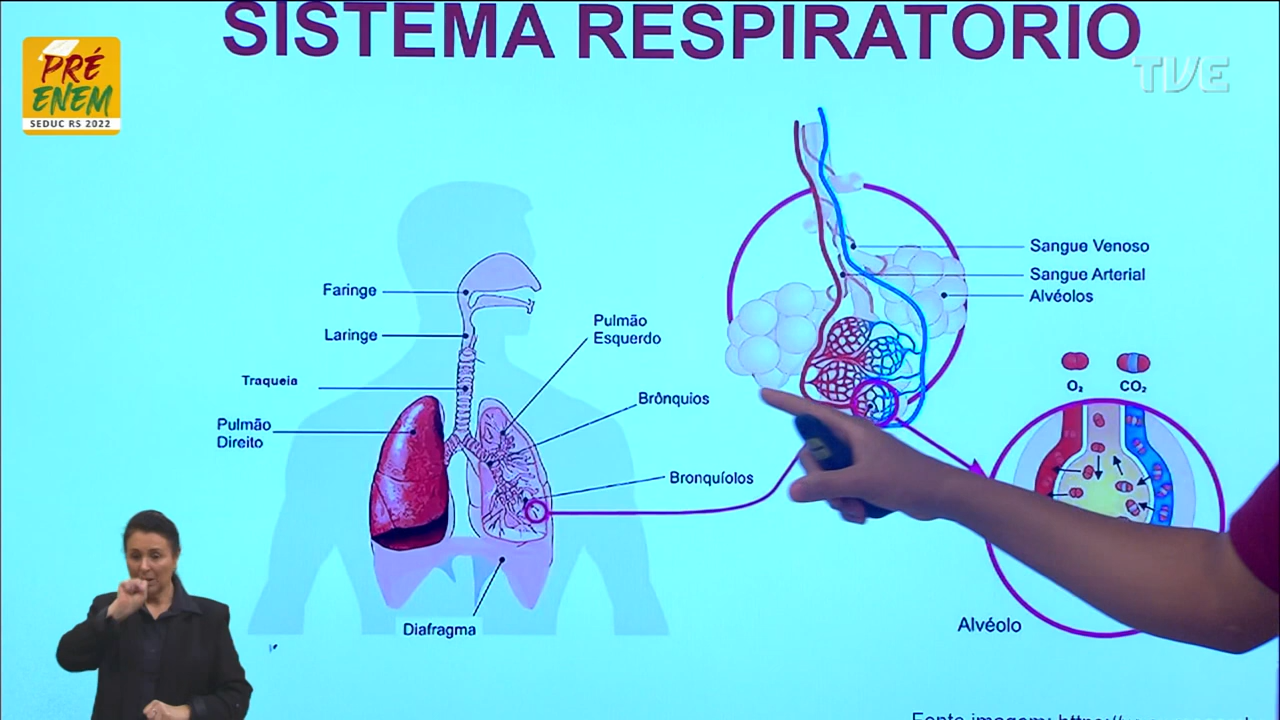 SISTEMA RESPIRATÓRIO
PRÉ
ENEM
SEDUC RS 2022
TVE
Faringe
Laringe
Traqueia
Pulmão
Direito
Pulmão
Esquerdo
Brônquios
Bronquíolos
Diafragma
Sangue Venoso
Sangue Arterial
Alvéolos
O₂
CO₂
Alvéolo
Fonte imagem: https://